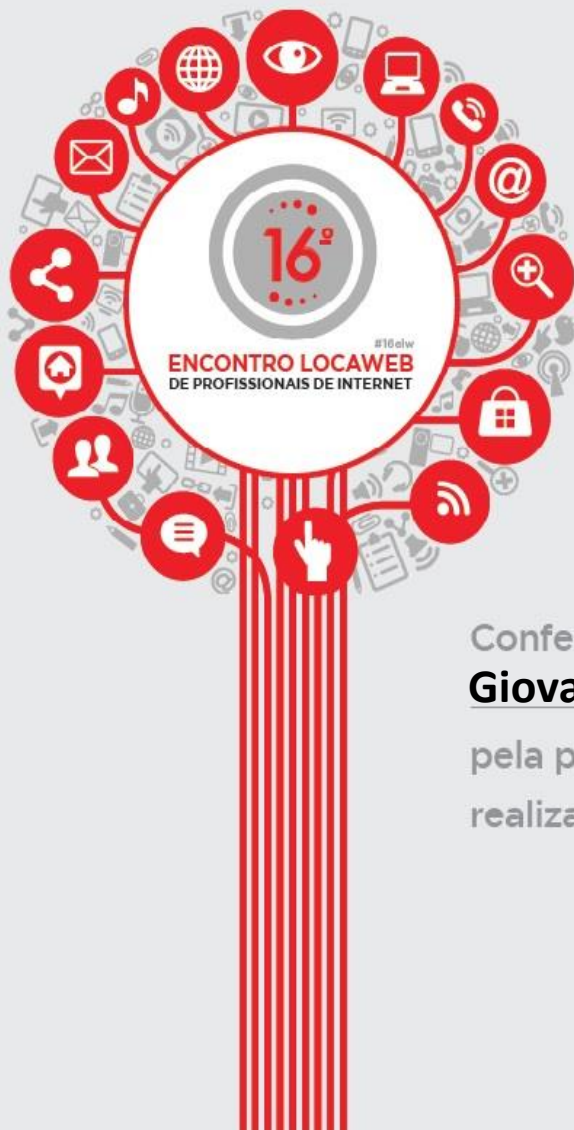 16º
#16elw
ENCONTRO LOCAWEB
DE PROFISSIONAIS DE INTERNET
Confe
Giova
pela p
realiza